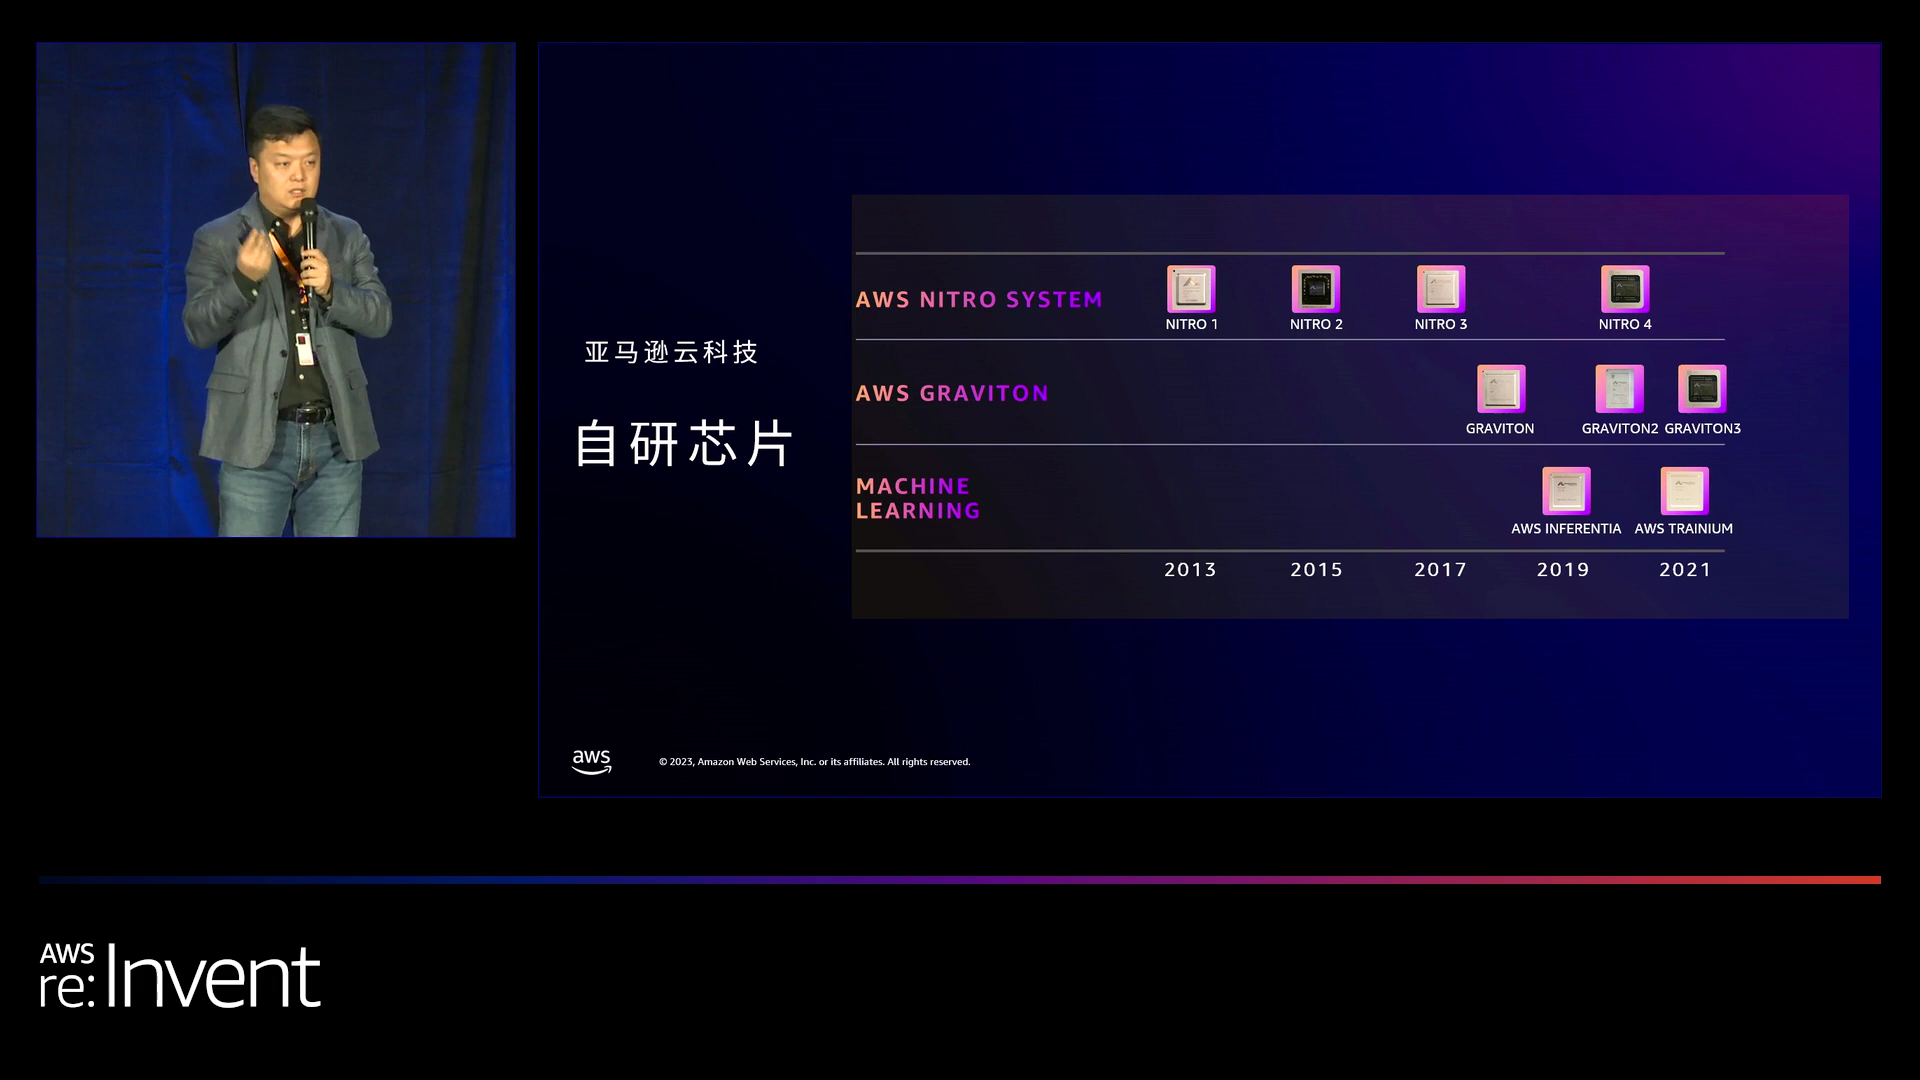 亚马逊云科技
自研芯片
AWS NITRO SYSTEM
NITRO 1
NITRO 2
NITRO 3
NITRO 4
AWS GRAVITON
GRAVITON
GRAVITON2
GRAVITON3
MACHINE
LEARNING
AWS INFERENTIA
AWS TRAINIUM
2013
2015
2017
2019
2021
aws
© 2023, Amazon Web Services, Inc. or its affiliates. All rights reserved.
AWS
re:Invent